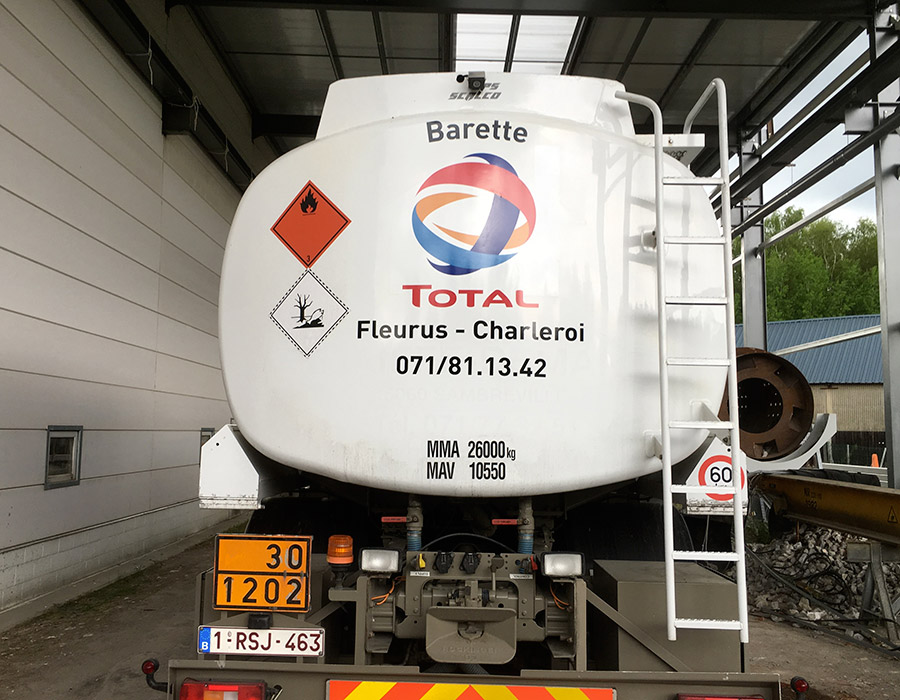 SCALCO
Barette
3
TOTAL
Fleurus - Charleroi
071/81.13.42
MMA 26000 kg
MAV 10550
60
30
1202
B 1-RSJ-463